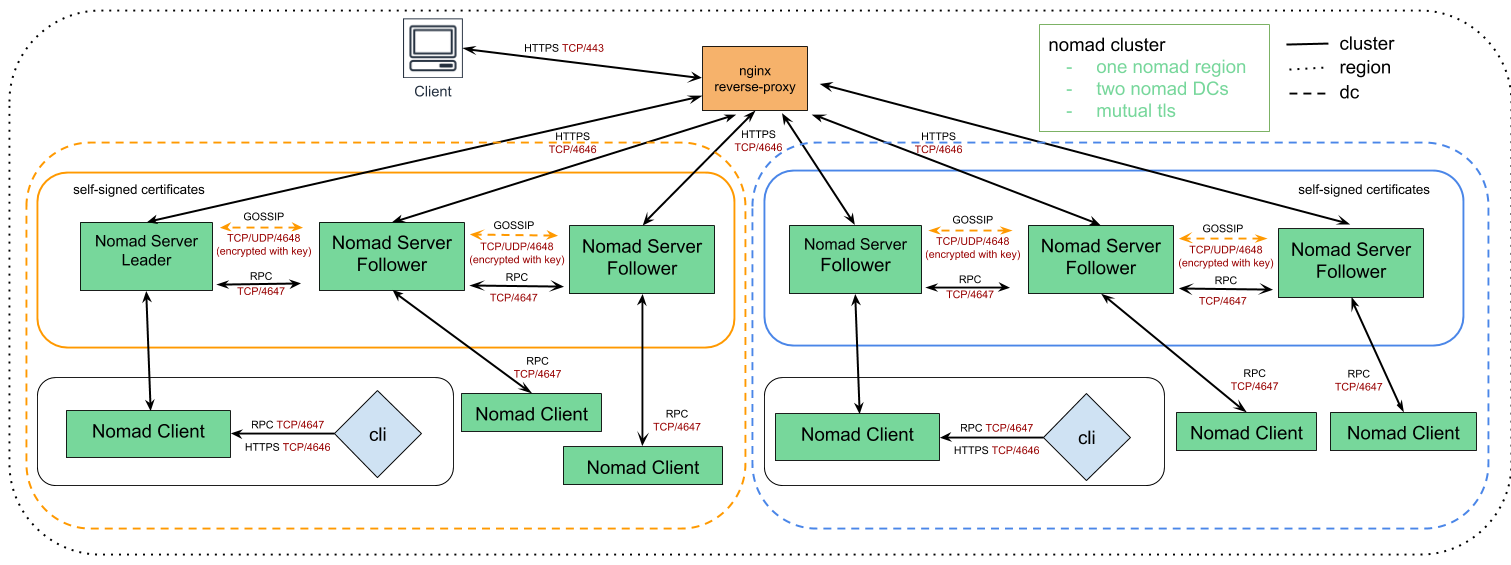 HTTPS TCP/443
Client
nginx
reverse-proxy
nomad cluster
- one nomad region
- two nomad DCs
- mutual tls
cluster
region
dc
HTTPS
TCP/4646
HTTPS
TCP/4646
HTTPS
TCP/4646
self-signed certificates
Nomad Server
Leader
GOSSIP
TCP/UDP/4648
(encrypted with key)
RPC
TCP/4647
Nomad Server
Follower
GOSSIP
TCP/UDP/4648
(encrypted with key)
RPC
TCP/4647
Nomad Server
Follower
self-signed certificates
Nomad Server
Follower
GOSSIP
TCP/UDP/4648
(encrypted with key)
RPC
TCP/4647
Nomad Server
Follower
GOSSIP
TCP/UDP/4648
(encrypted with key)
RPC
TCP/4647
Nomad Server
Follower
Nomad Client
RPC TCP/4647
HTTPS TCP/4646
cli
RPC
TCP/4647
Nomad Client
RPC
TCP/4647
Nomad Client
Nomad Client
RPC TCP/4647
HTTPS TCP/4646
cli
RPC
TCP/4647
Nomad Client
RPC
TCP/4647
Nomad Client